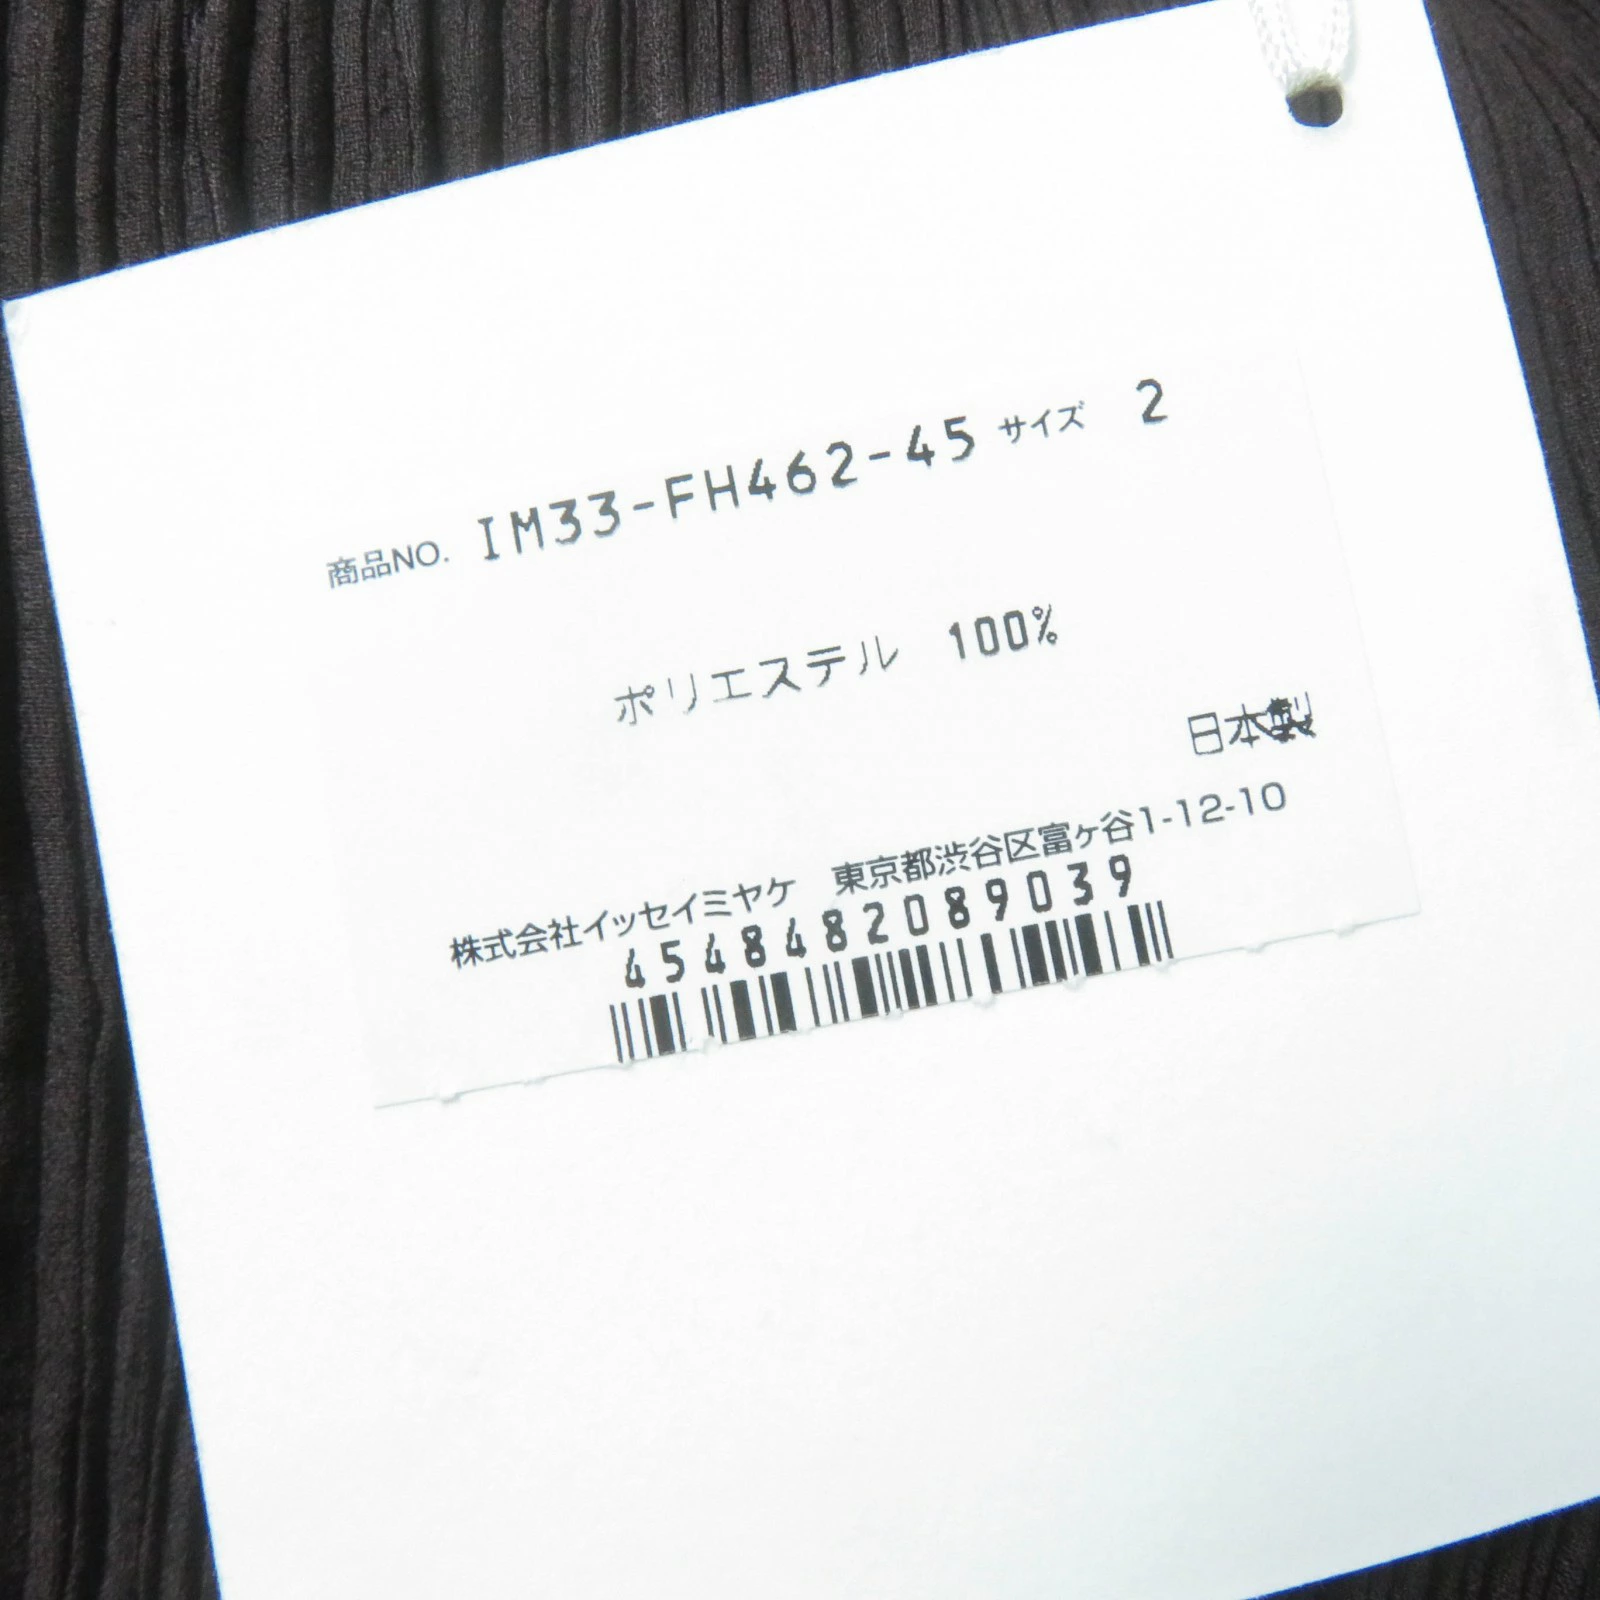 商品NO. IM33-FH462-45 サイズ 2
ポリエステル 100%
日本製
株式会社イッセイミヤケ 東京都渋谷区富ヶ谷1-12-10
4548482089039